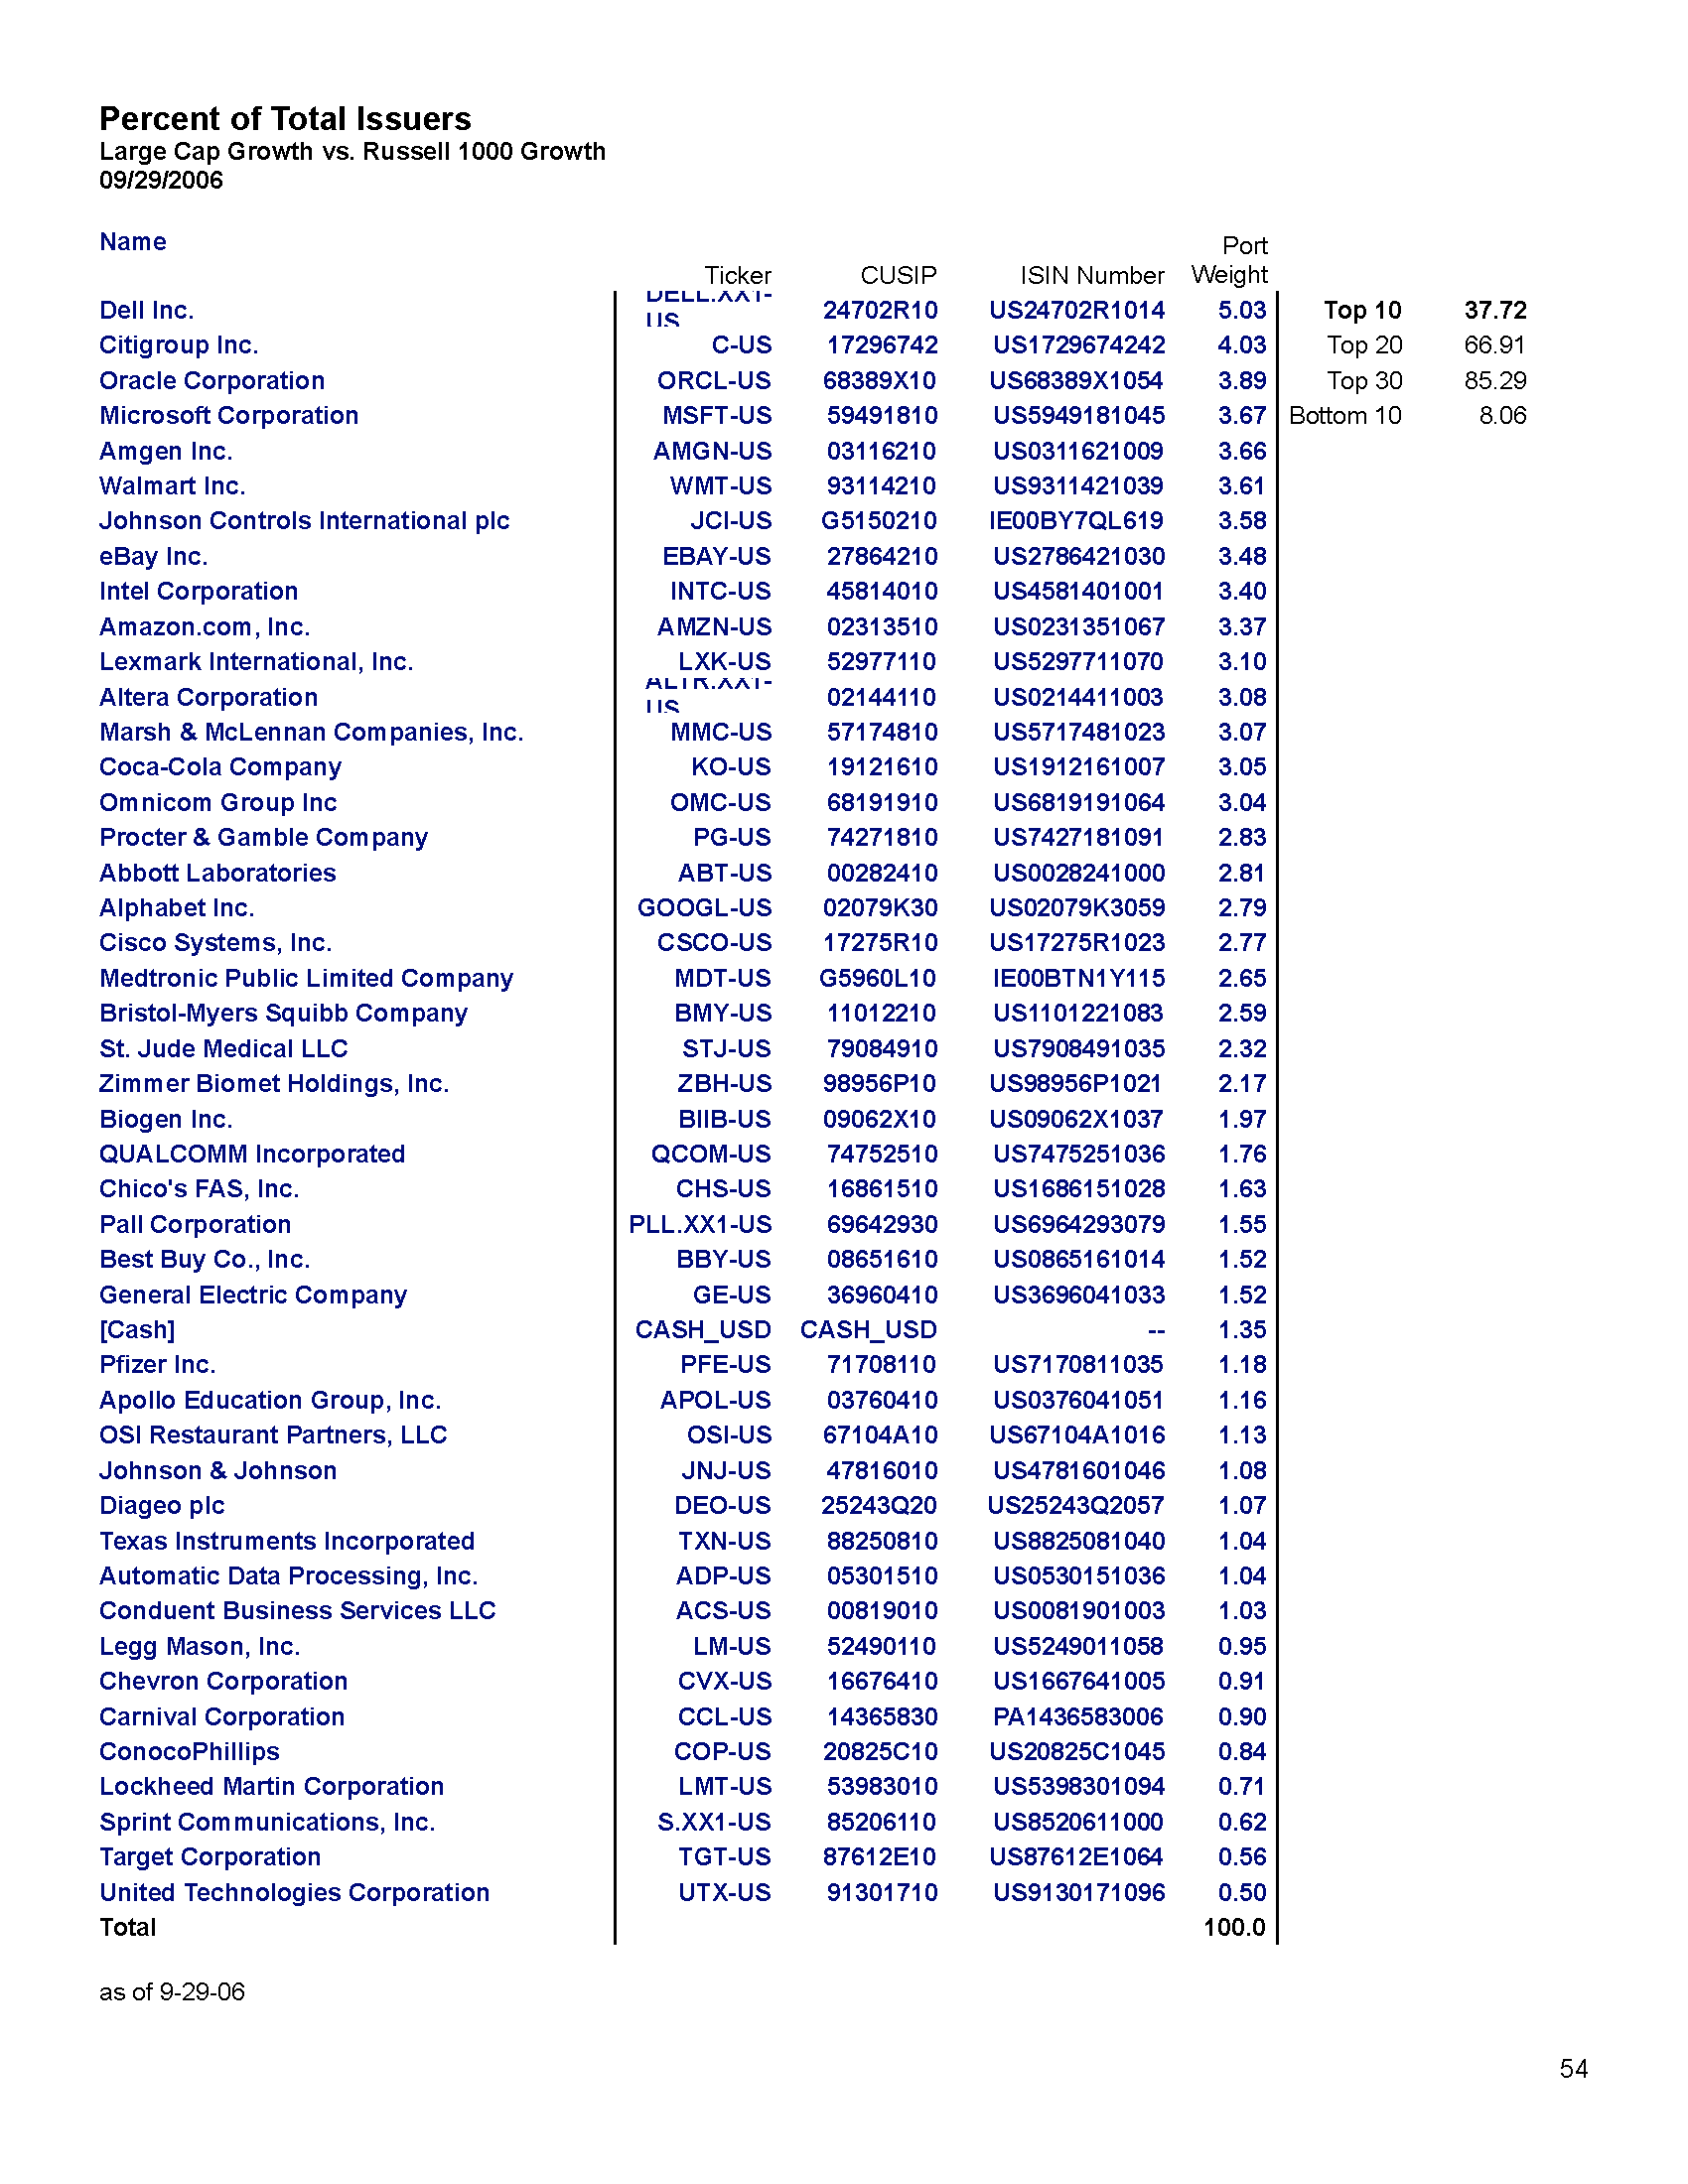 Percent of Total Issuers
Large Cap Growth vs. Russell 1000 Growth
09/29/2006
Name Ticker CUSIP ISIN Number Port Weight
Dell Inc. DELL.XX1-US 24702R10 US24702R1014 5.03 Top 10 37.72
Citigroup Inc. C-US 17296742 US1729674242 4.03 Top 20 66.91
Oracle Corporation ORCL-US 68389X10 US68389X1054 3.89 Top 30 85.29
Microsoft Corporation MSFT-US 59491810 US5949181045 3.67 Bottom 10 8.06
Amgen Inc. AMGN-US 03116210 US0311621009 3.66
Walmart Inc. WMT-US 93114210 US9311421039 3.61
Johnson Controls International plc JCI-US G5150210 IE00BY7QL619 3.58
eBay Inc. EBAY-US 27864210 US2786421030 3.48
Intel Corporation INTC-US 45814010 US4581401001 3.40
Amazon.com, Inc. AMZN-US 02313510 US0231351067 3.37
Lexmark International, Inc. LXK-US 52977110 US5297711070 3.10
Altera Corporation ALTR.XX1-US 02144110 US0214411003 3.08
Marsh & McLennan Companies, Inc. MMC-US 57174810 US5717481023 3.07
Coca-Cola Company KO-US 19121610 US1912161007 3.05
Omnicom Group Inc OMC-US 68191910 US6819191064 3.04
Procter & Gamble Company PG-US 74271810 US7427181091 2.83
Abbott Laboratories ABT-US 00282410 US0028241000 2.81
Alphabet Inc. GOOGL-US 02079K30 US02079K3059 2.79
Cisco Systems, Inc. CSCO-US 17275R10 US17275R1023 2.77
Medtronic Public Limited Company MDT-US G5960L10 IE00BTN1Y115 2.65
Bristol-Myers Squibb Company BMY-US 11012210 US1101221083 2.59
St. Jude Medical LLC STJ-US 79084910 US7908491035 2.32
Zimmer Biomet Holdings, Inc. ZBH-US 98956P10 US98956P1021 2.17
Biogen Inc. BIIB-US 09062X10 US09062X1037 1.97
QUALCOMM Incorporated QCOM-US 74752510 US7475251036 1.76
Chico's FAS, Inc. CHS-US 16861510 US1686151028 1.63
Pall Corporation PLL.XX1-US 69642930 US6964293079 1.55
Best Buy Co., Inc. BBY-US 08651610 US0865161014 1.52
General Electric Company GE-US 36960410 US3696041033 1.52
[Cash] CASH_USD CASH_USD -- 1.35
Pfizer Inc. PFE-US 71708110 US7170811035 1.18
Apollo Education Group, Inc. APOL-US 03760410 US0376041051 1.16
OSI Restaurant Partners, LLC OSI-US 67104A10 US67104A1016 1.13
Johnson & Johnson JNJ-US 47816010 US4781601046 1.08
Diageo plc DEO-US 25243Q20 US25243Q2057 1.07
Texas Instruments Incorporated TXN-US 88250810 US8825081040 1.04
Automatic Data Processing, Inc. ADP-US 05301510 US0530151036 1.04
Conduent Business Services LLC ACS-US 00819010 US0081901003 1.03
Legg Mason, Inc. LM-US 52490110 US5249011058 0.95
Chevron Corporation CVX-US 16676410 US1667641005 0.91
Carnival Corporation CCL-US 14365830 PA1436583006 0.90
ConocoPhillips COP-US 20825C10 US20825C1045 0.84
Lockheed Martin Corporation LMT-US 53983010 US5398301094 0.71
Sprint Communications, Inc. S.XX1-US 85206110 US8520611000 0.62
Target Corporation TGT-US 87612E10 US87612E1064 0.56
United Technologies Corporation UTX-US 91301710 US9130171096 0.50
Total 100.0
as of 9-29-06
54